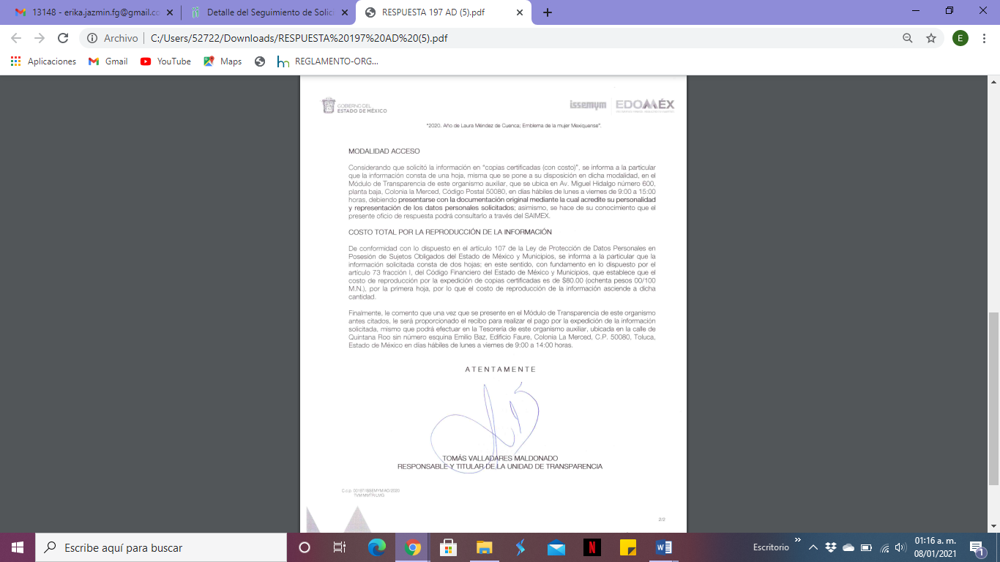 13148 - erika.jazmin.fg@gmail.co
Detalle del Seguimiento de Solici
RESPUESTA 197 AD (5).pdf
Archivo
C:/Users/52722/Downloads/RESPUESTA%20197%20AD%20(5).pdf
E
Aplicaciones
Gmail
YouTube
Maps
REGLAMENTO-ORG...
GOBIERNO DEL
ESTADO DE MÉXICO
issemym
EDOMÉX
"2020. Año de Laura Méndez de Cuenca; Emblema de la mujer Mexiquense".
MODALIDAD ACCESO
Considerando que solicitó la información en "copias certificadas (con costo)", se informa a la particular
que la información consta de una hoja, misma que se pone a su disposición en dicha modalidad, en el
Módulo de Transparencia de este organismo auxiliar, que se ubica en Av. Miguel Hidalgo número 600,
planta baja, Colonia la Merced, Código Postal 50080, en días hábiles de lunes a viernes de 9:00 a 15:00
horas, debiendo presentarse con la documentación original mediante la cual acredite su personalidad
y representación de los datos personales solicitados; asimismo, se hace de su conocimiento que el
presente oficio de respuesta podrá consultarlo a través del SAIMEX.
COSTO TOTAL POR LA REPRODUCCIÓN DE LA INFORMACIÓN
De conformidad con lo dispuesto en el artículo 107 de la Ley de Protección de Datos Personales en
Posesión de Sujetos Obligados del Estado de México y Municipios, se informa a la particular que la
información solicitada consta de dos hojas; en este sentido, con fundamento en lo dispuesto por el
artículo 73 fracción I, del Código Financiero del Estado de México y Municipios, que establece que el
costo de reproducción por la expedición de copias certificadas es de $80.00 (ochenta pesos 00/100
M.N.), por la primera hoja, por lo que el costo de reproducción de la información asciende a dicha
cantidad.
Finalmente, le comento que una vez que se presente en el Módulo de Transparencia de este organismo
antes citados, le será proporcionado el recibo para realizar el pago por la expedición de la información
solicitada, mismo que podrá efectuar en la Tesorería de este organismo auxiliar, ubicada en la calle de
Quintana Roo sin número esquina Emilio Baz, Edificio Faure, Colonia La Merced, C.P. 50080, Toluca,
Estado de México en días hábiles de lunes a viernes de 9:00 a 14:00 horas.
A T E N T A M E N T E
TOMÁS VALLADARES MALDONADO
RESPONSABLE Y TITULAR DE LA UNIDAD DE TRANSPARENCIA
C.c.p. 00197/ISSEMYM/AD/2020
2/2
Escribe aquí para buscar
Escritorio
01:16 a. m.
08/01/2021
1